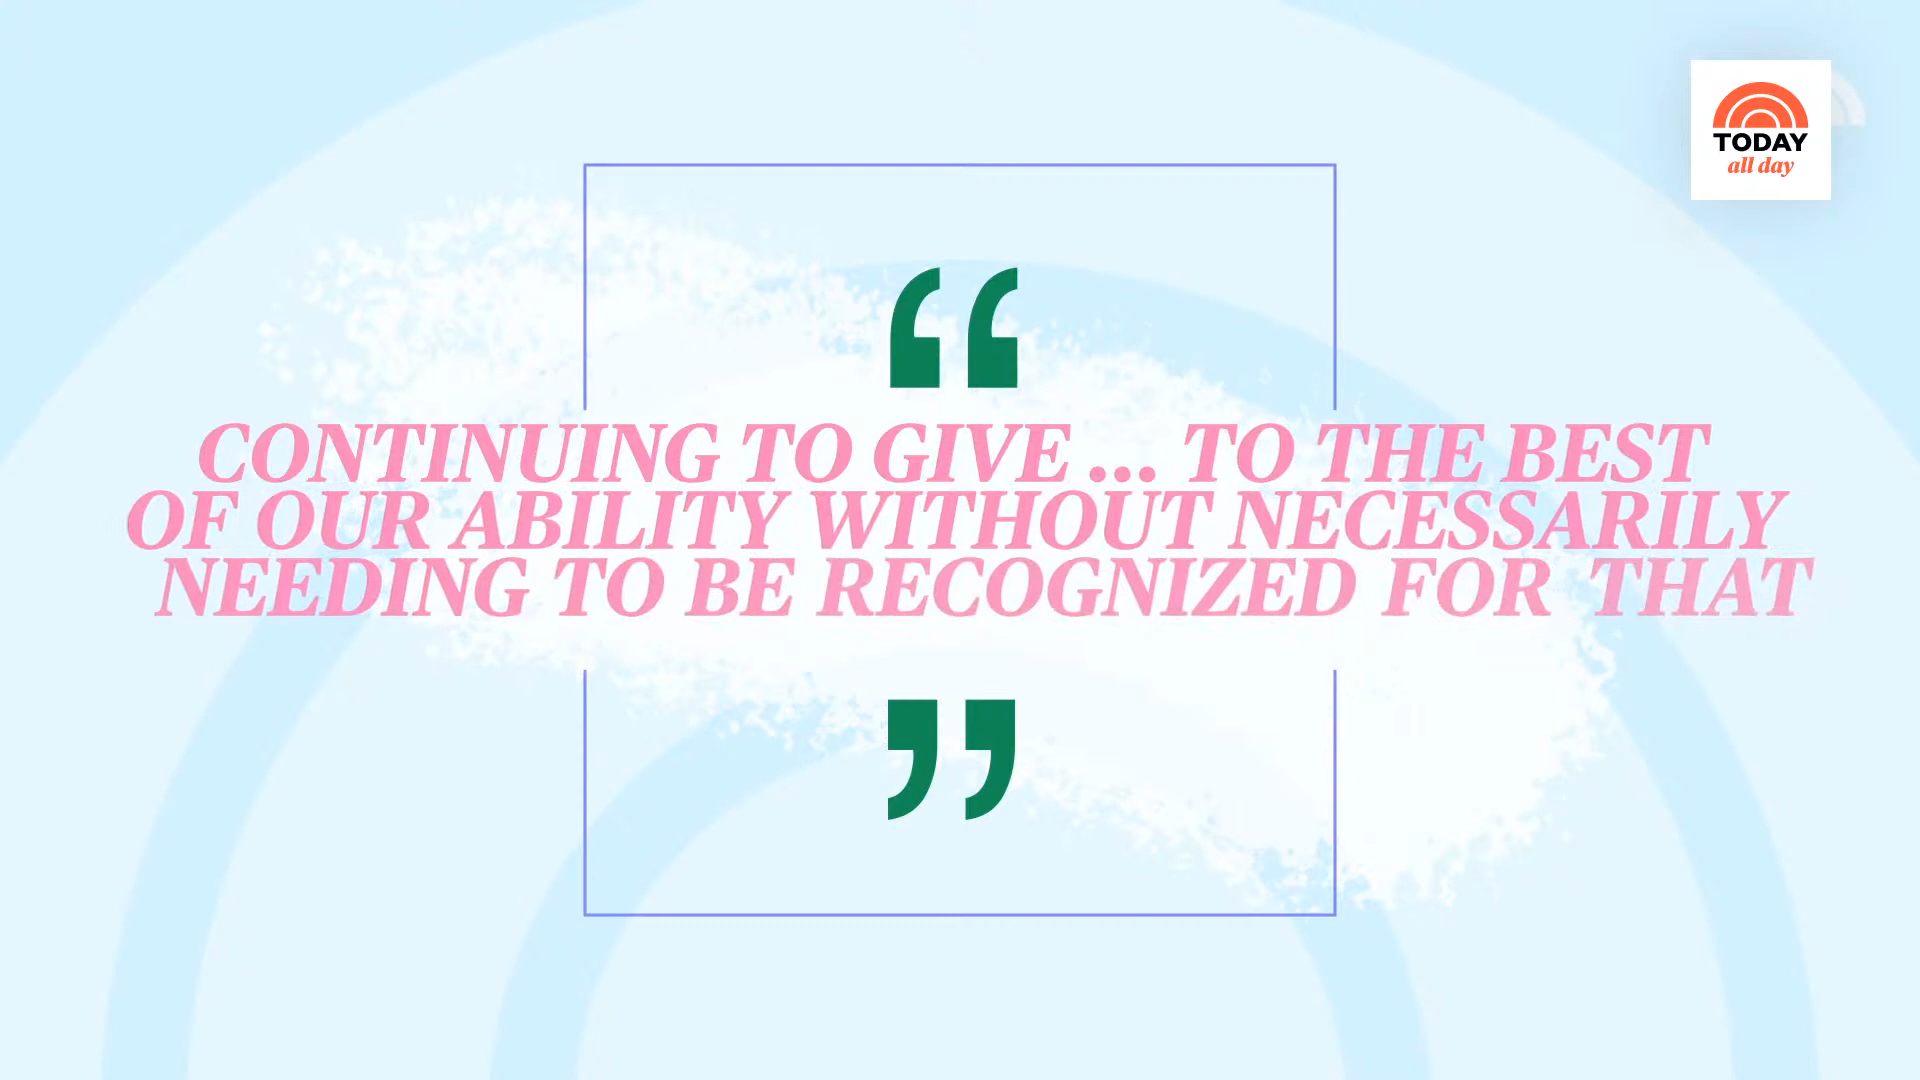 TODAY
all day
“
CONTINUING TO GIVE ... TO THE BEST
OF OUR ABILITY WITHOUT NECESSARILY
NEEDING TO BE RECOGNIZED FOR THAT
”